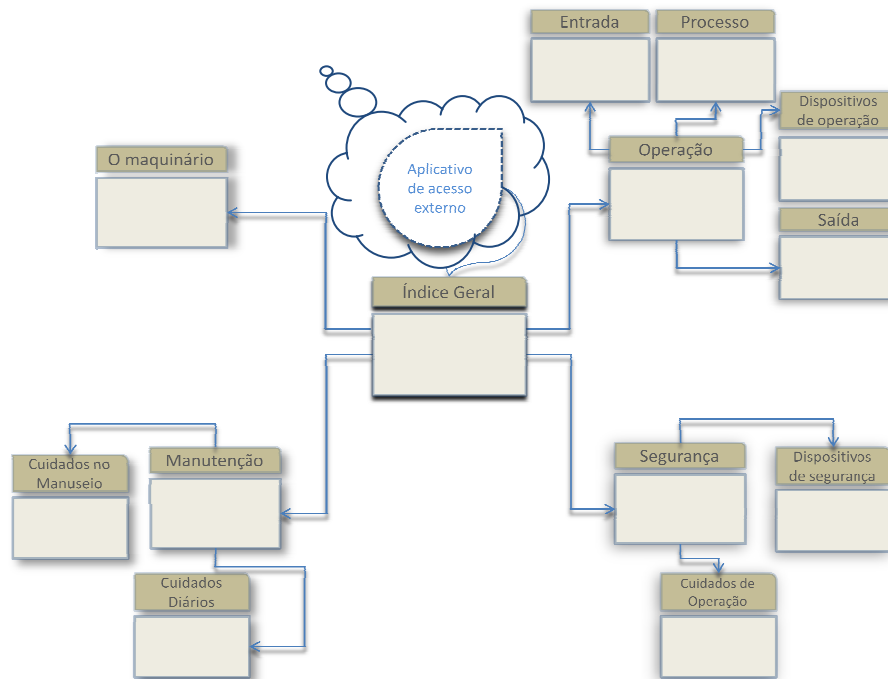 Entrada
Processo
Dispositivos
de operação
O maquinário
Aplicativo
de acesso
externo
Operação
Saída
Índice Geral
Cuidados no
Manuseio
Manutenção
Segurança
Dispositivos
de segurança
Cuidados
Diários
Cuidados de
Operação